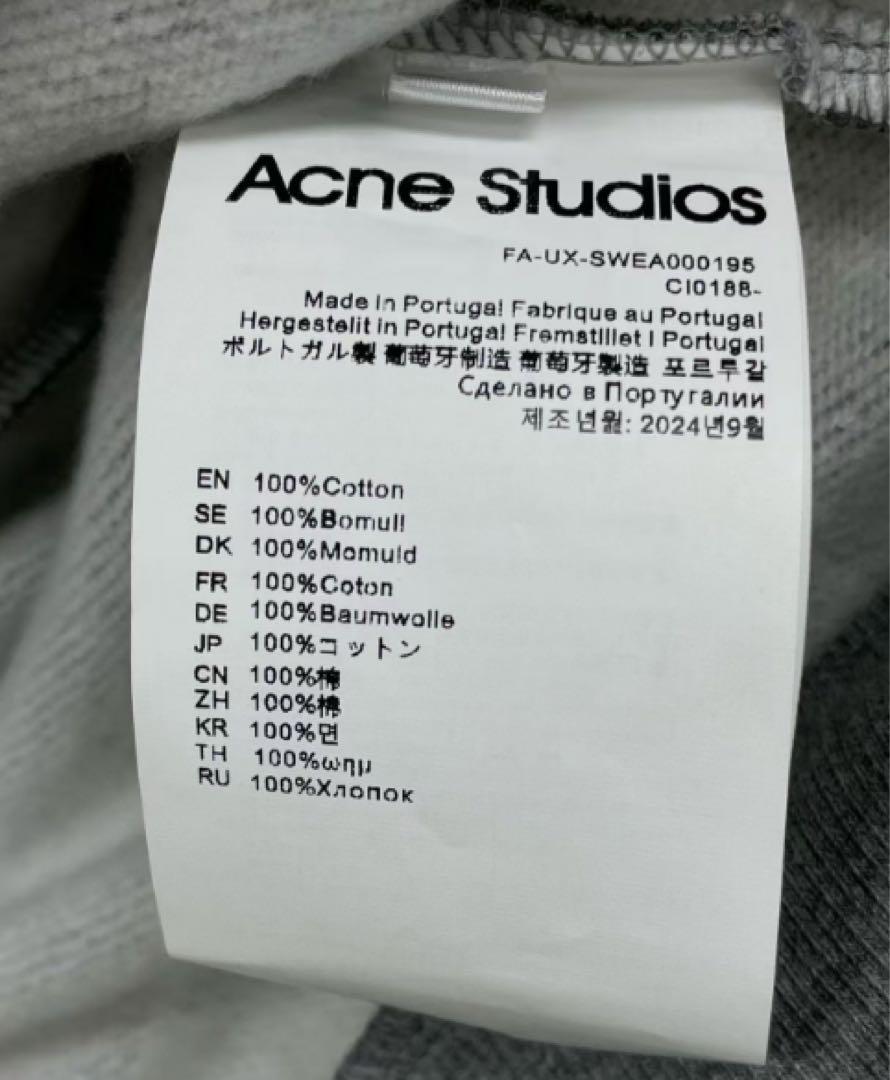 Acne Studios
FA-UX-SWEA000195
CI0188-
Made in Portugal Fabrique au Portugal
Hergestelit in Portugal Fremstillet I Portugal
ポルトガル製 葡萄牙制造 葡萄牙製造 포르투갈
Сделано в Португалии
제조년월: 2024년9월
EN 100%Cotton
SE 100%Bomull
DK 100%Momuld
FR 100%Coton
DE 100%Baumwolle
JP 100%コットン
CN 100%棉
ZH 100%棉
KR 100%면
TH 100%ωημ
RU 100%Хлопок